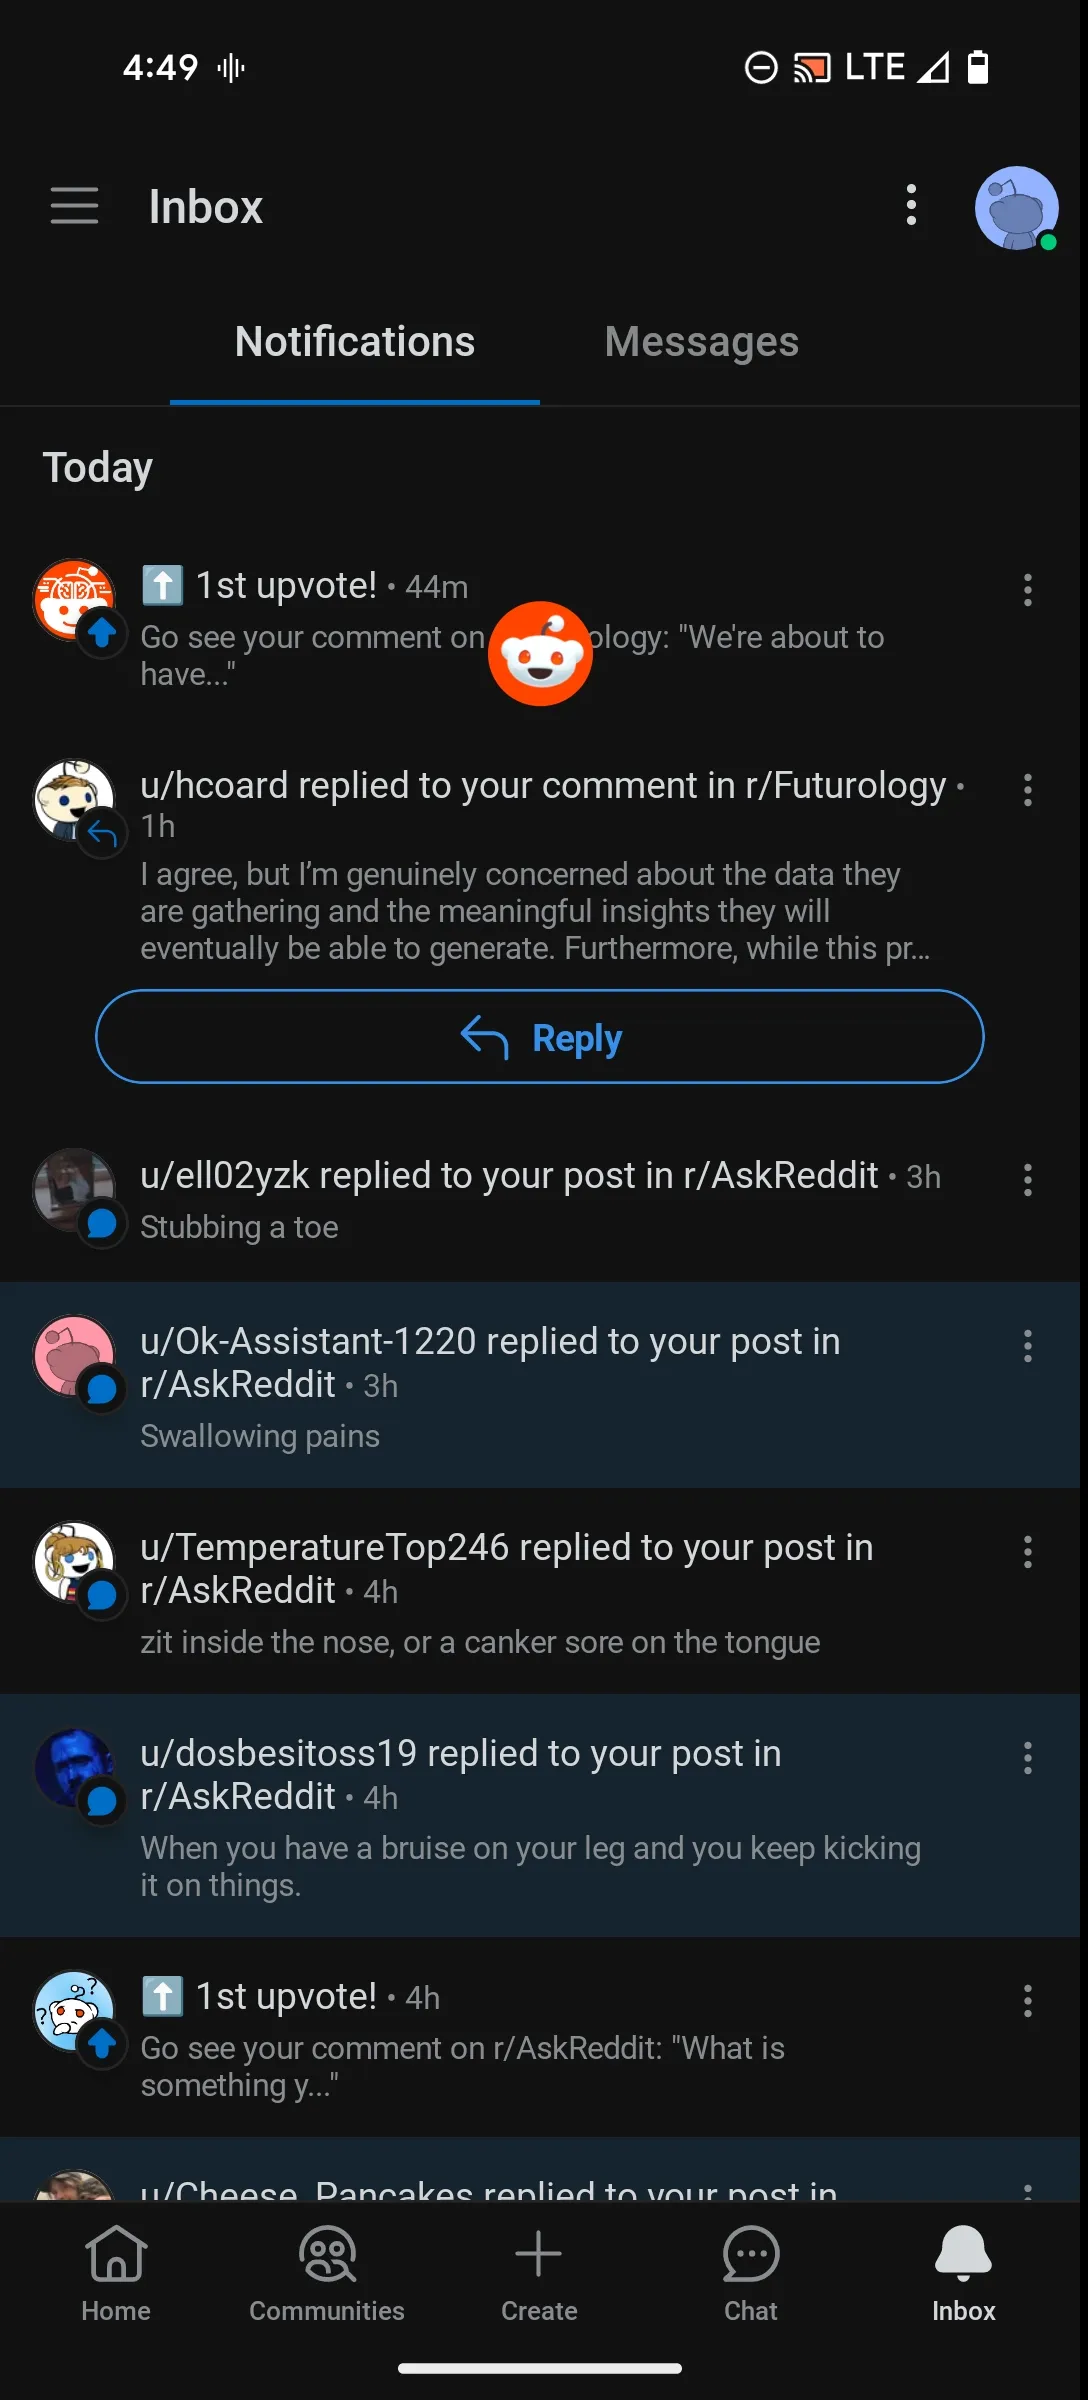 4:49 LTE
Inbox
Notifications Messages
Today
1st upvote! • 44m
Go see your comment on ology: "We're about to
have..."
u/hcoard replied to your comment in r/Futurology •
1h
I agree, but I’m genuinely concerned about the data they
are gathering and the meaningful insights they will
eventually be able to generate. Furthermore, while this pr...
Reply
u/ell02yzk replied to your post in r/AskReddit • 3h
Stubbing a toe
u/Ok-Assistant-1220 replied to your post in
r/AskReddit • 3h
Swallowing pains
u/TemperatureTop246 replied to your post in
r/AskReddit • 4h
zit inside the nose, or a canker sore on the tongue
u/dosbesitoss19 replied to your post in
r/AskReddit • 4h
When you have a bruise on your leg and you keep kicking
it on things.
1st upvote! • 4h
Go see your comment on r/AskReddit: "What is
something y..."
u/Cheese_Pancakes replied to your post in
Home Communities Create Chat Inbox